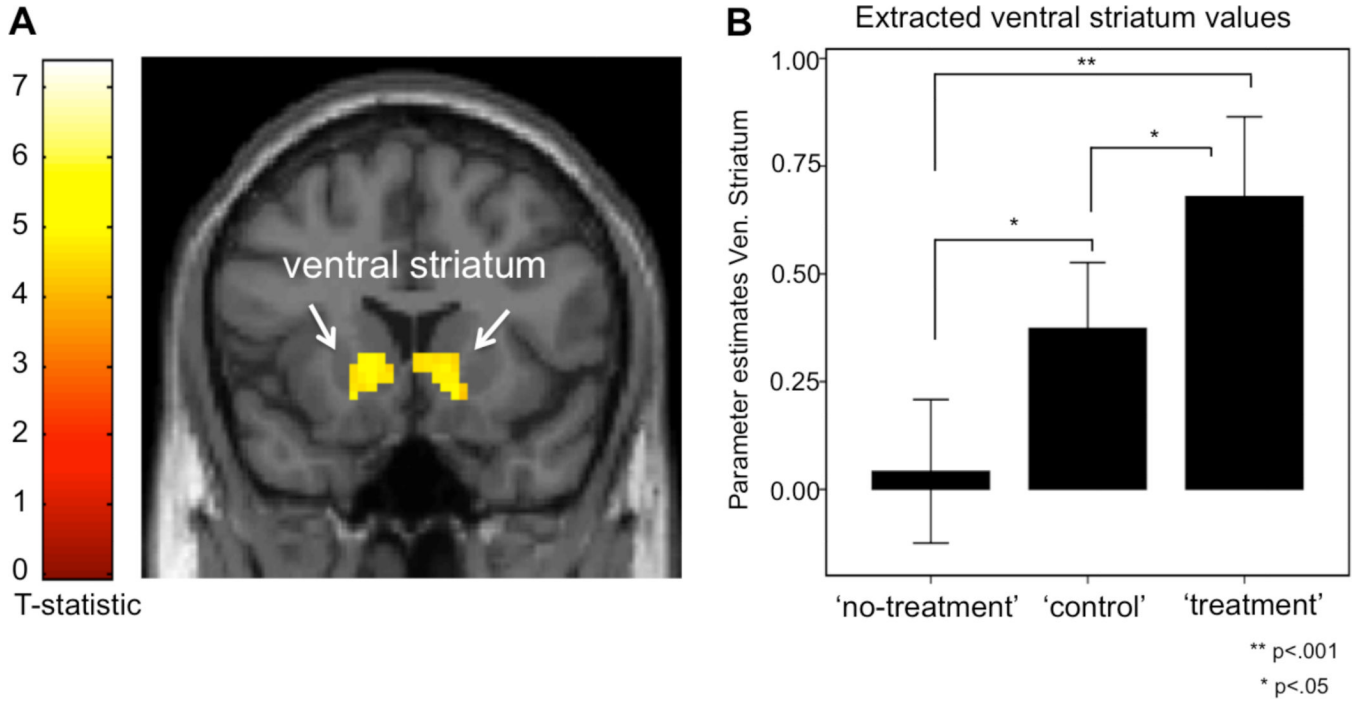 A
7
6
5
4
3
2
1
0
T-statistic
ventral striatum
B
Extracted ventral striatum values
Parameter estimates Ven. Striatum
1.00
0.75
0.50
0.25
0.00
**
*
*
‘no-treatment’ ‘control’ ‘treatment’
** p<.001
* p<.05